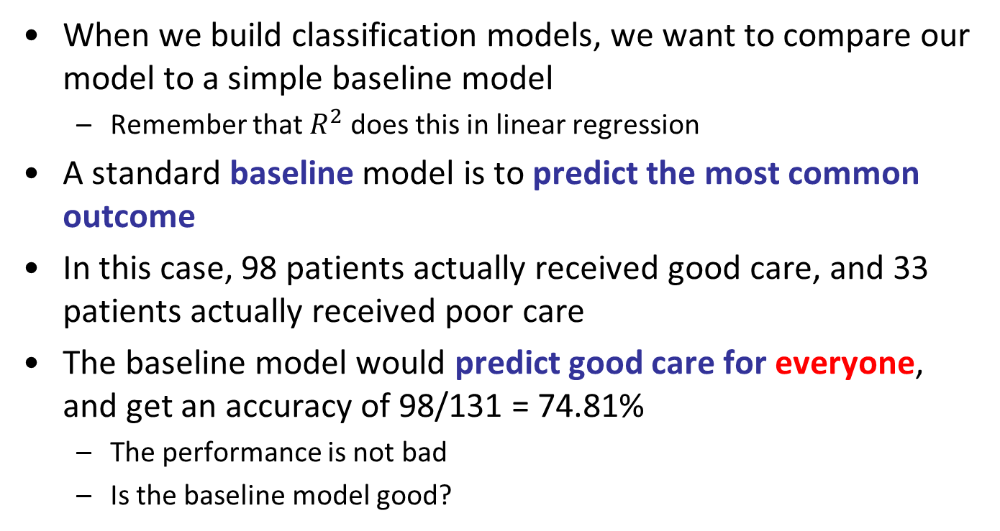 • When we build classification models, we want to compare our
model to a simple baseline model
– Remember that R² does this in linear regression
• A standard baseline model is to predict the most common
outcome
• In this case, 98 patients actually received good care, and 33
patients actually received poor care
• The baseline model would predict good care for everyone,
and get an accuracy of 98/131 = 74.81%
– The performance is not bad
– Is the baseline model good?